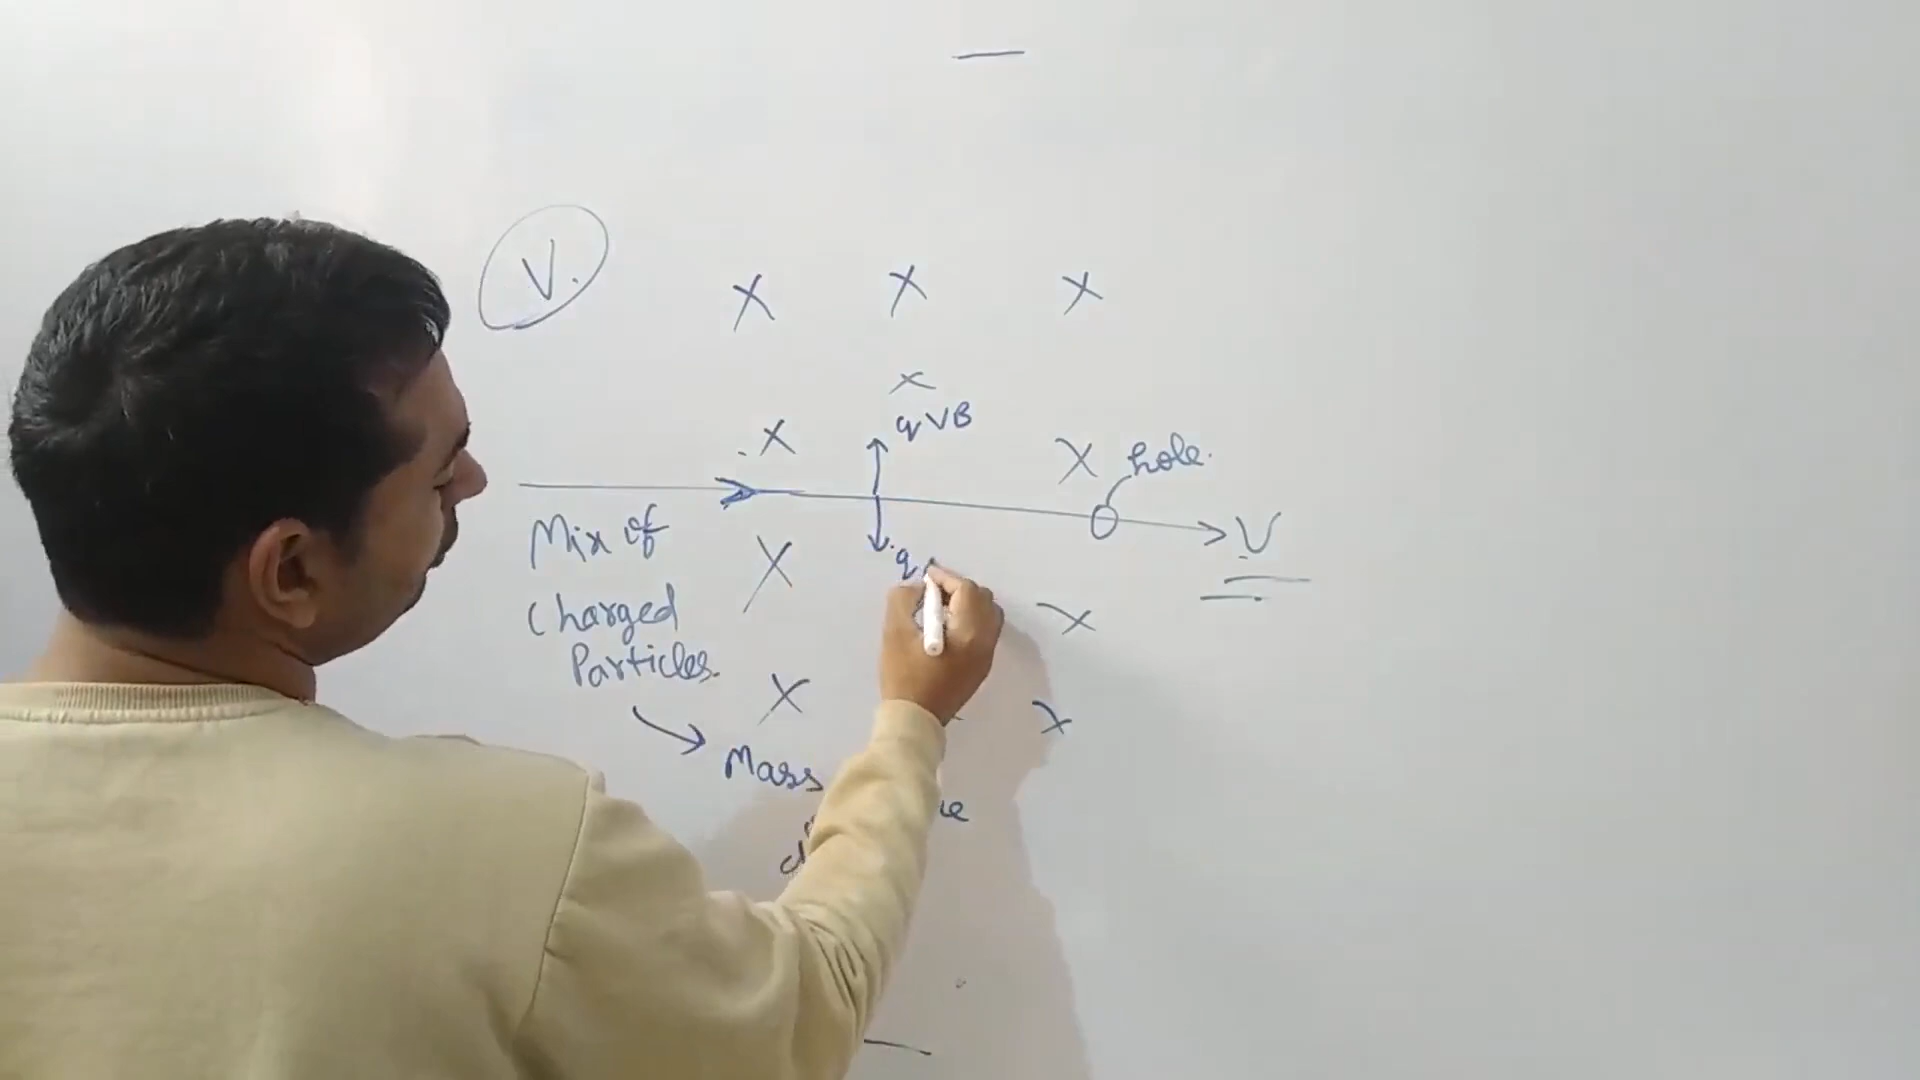 V.
X X X
X
qVB
X
X hole.
V
Mix of
X
q
Charged
X
Particles.
X
X
Mass